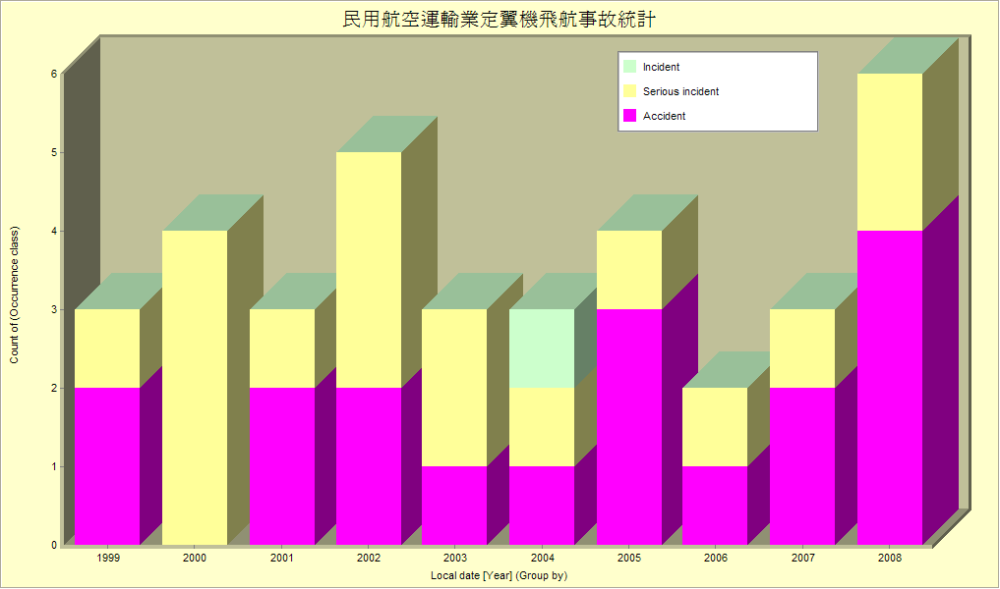 民用航空運輸業定翼機飛航事故統計
Incident
Serious incident
Accident
Count of (Occurrence class)
6
5
4
3
2
1
0
1999 2000 2001 2002 2003 2004 2005 2006 2007 2008
Local date [Year] (Group by)